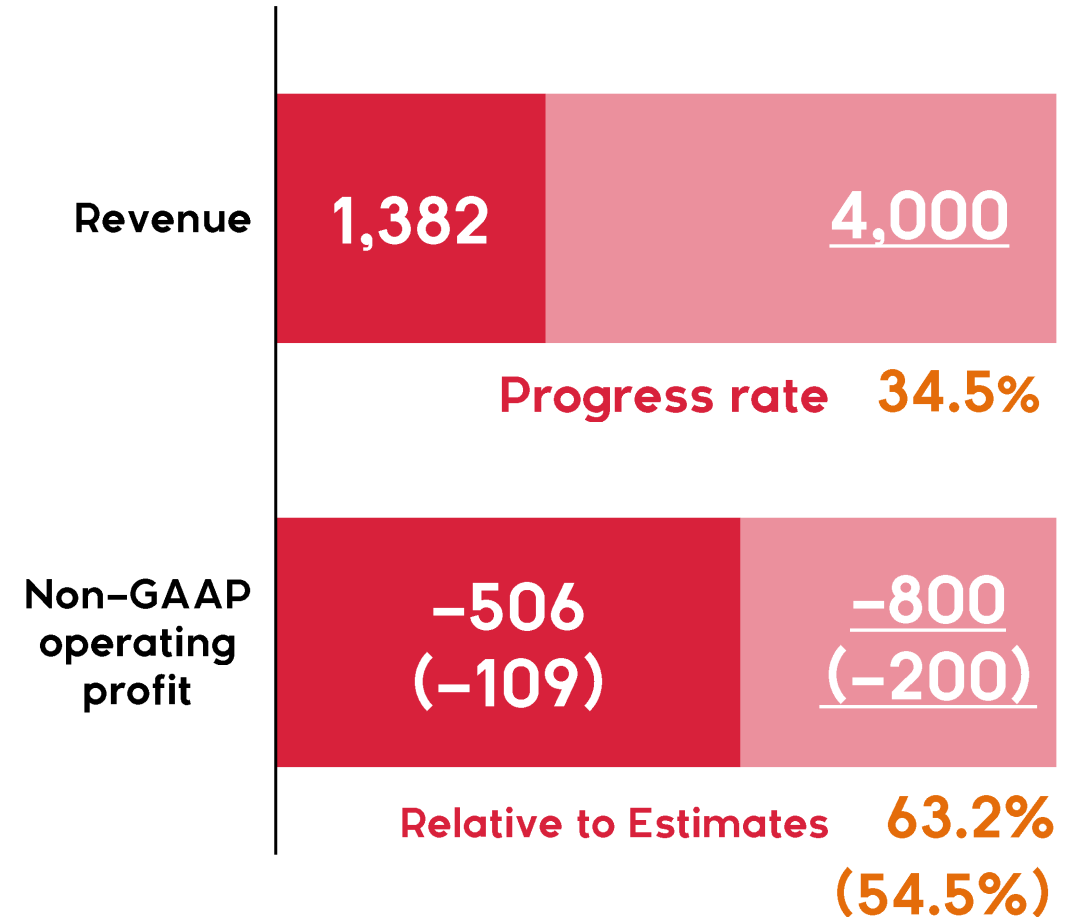 Revenue
1,382
4,000
Progress rate 34.5%
Non-GAAP
operating
profit
-506
(-109)
-800
(-200)
Relative to Estimates 63.2%
(54.5%)